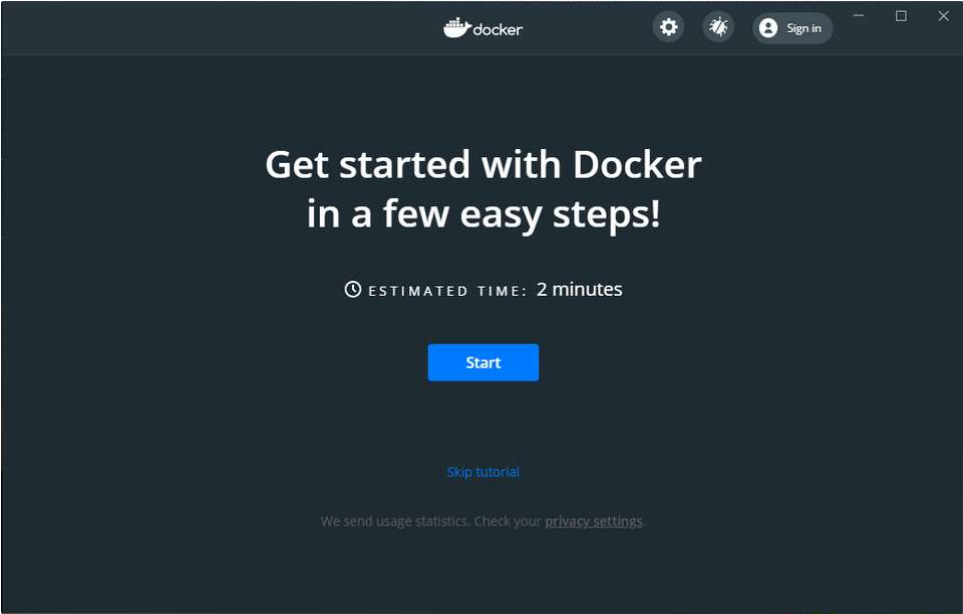 docker
Sign in
Get started with Docker
in a few easy steps!
ESTIMATED TIME: 2 minutes
Start
Skip tutorial
We send usage statistics. Check your privacy settings.